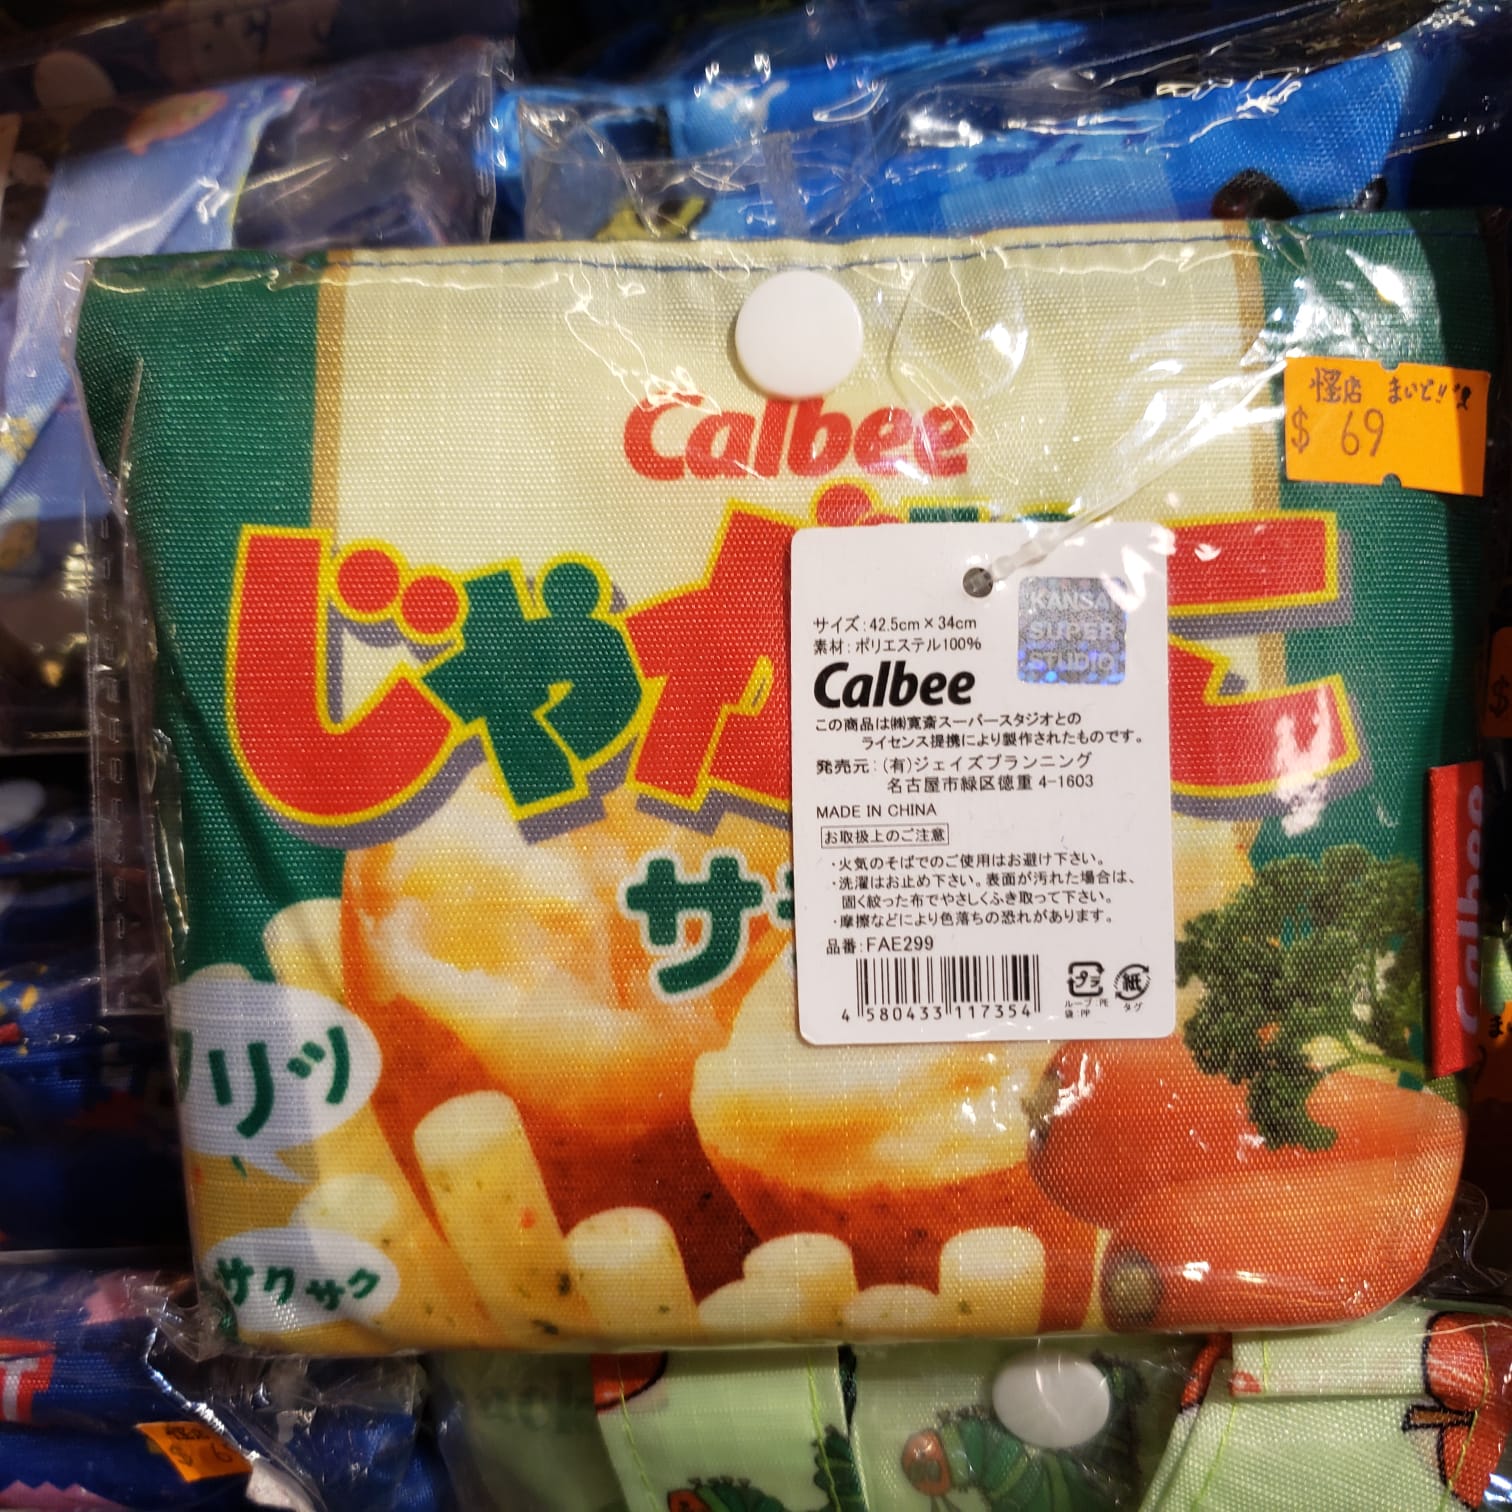 Calbee
怪店 まいどリ屋
$ 69
じゃがりこ
サイズ:42.5cm×34cm
素材:ポリエステル100%
KANSAI
SUPER
STUDIO
Calbee
この商品は㈱寛斎スーパースタジオとの
ライセンス提携により製作されたものです。
発売元:(有)ジェイズプランニング
名古屋市緑区徳重 4-1603
MADE IN CHINA
お取扱上のご注意
・火気のそばでのご使用はお避け下さい。
・洗濯はお止め下さい。表面が汚れた場合は、
固く絞った布でやさしくふき取って下さい。
・摩擦などにより色落ちの恐れがあります。
品番:FAE299
4 580433 117354
プラ
ループ:PE
袋:PP
紙
タグ
Calbee
サ
リッ
サクサク
怪店
$ 6